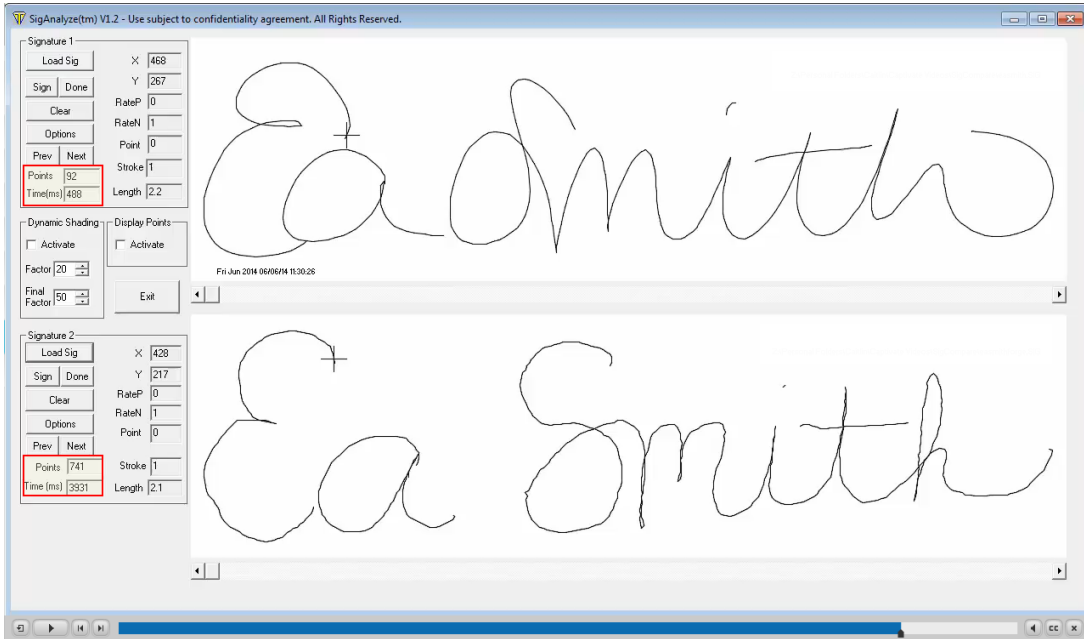 SigAnalyze(tm) V1.2 - Use subject to confidentiality agreement. All Rights Reserved.
Signature 1
Load Sig
X 468
Sign Done
Y 267
Clear
RateP 0
RateN 1
Options
Point 0
Prev Next
Stroke 1
Points 92
Time(ms) 488
Length 2.2
Ea Smith
Fri Jun 2014 06/06/14 11:30:26
Dynamic Shading
Activate
Factor 20
Final Factor 50
Display Points
Activate
Exit
Signature 2
Load Sig
X 428
Sign Done
Y 217
Clear
RateP 0
RateN 1
Options
Point 0
Prev Next
Points 741
Stroke 1
Time (ms) 3931
Length 2.1
Ea Smith
CC